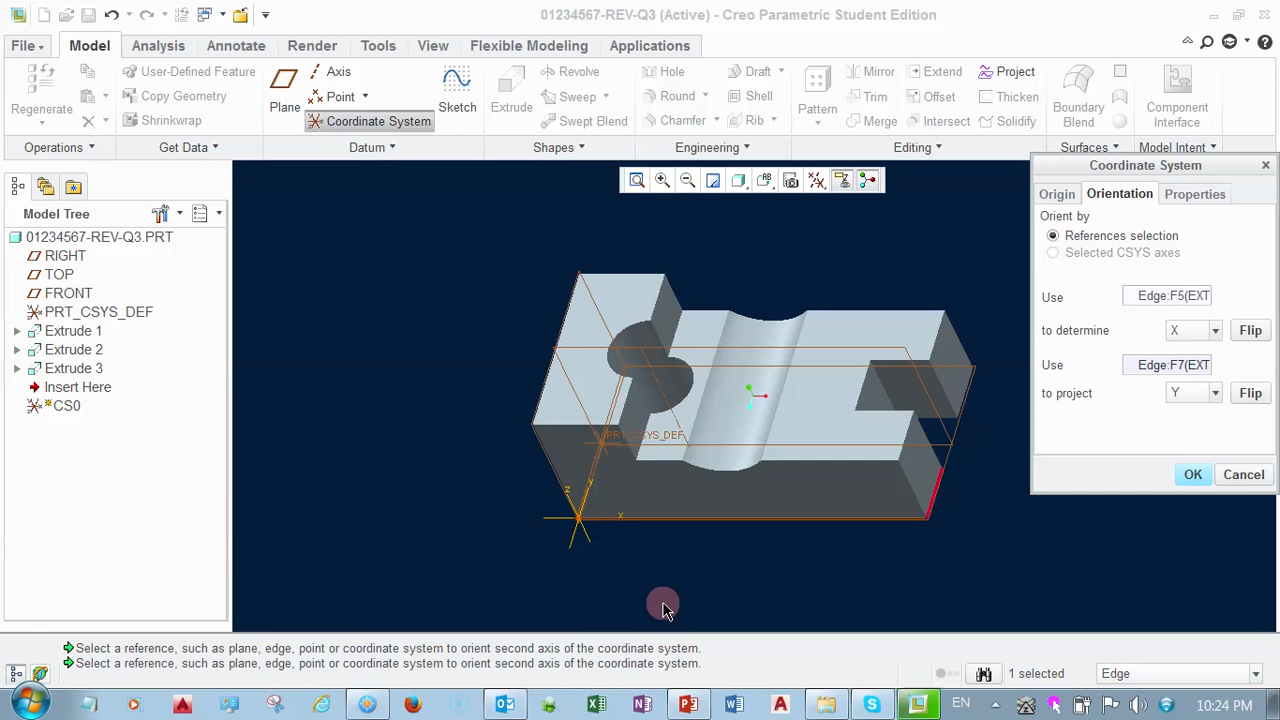 01234567-REV-Q3 (Active) - Creo Parametric Student Edition
File Model Analysis Annotate Render Tools View Flexible Modeling Applications
Regenerate
User-Defined Feature
Copy Geometry
Shrinkwrap
Plane
Axis
Point
Coordinate System
Sketch
Extrude
Revolve
Sweep
Swept Blend
Hole
Round
Chamfer
Draft
Shell
Rib
Pattern
Mirror
Trim
Merge
Extend
Offset
Intersect
Project
Thicken
Solidify
Boundary
Blend
Component
Interface
Operations Get Data Datum Shapes Engineering Editing Surfaces Model Intent
Model Tree
01234567-REV-Q3.PRT
RIGHT
TOP
FRONT
PRT_CSYS_DEF
Extrude 1
Extrude 2
Extrude 3
Insert Here
CS0
PRT_CSYS_DEF
z
y
x
Coordinate System
Origin Orientation Properties
Orient by
References selection
Selected CSYS axes
Use Edge:F5(EXT
to determine X Flip
Use Edge:F7(EXT
to project Y Flip
OK Cancel
Select a reference, such as plane, edge, point or coordinate system to orient second axis of the coordinate system.
Select a reference, such as plane, edge, point or coordinate system to orient second axis of the coordinate system.
1 selected
Edge
EN
10:24 PM